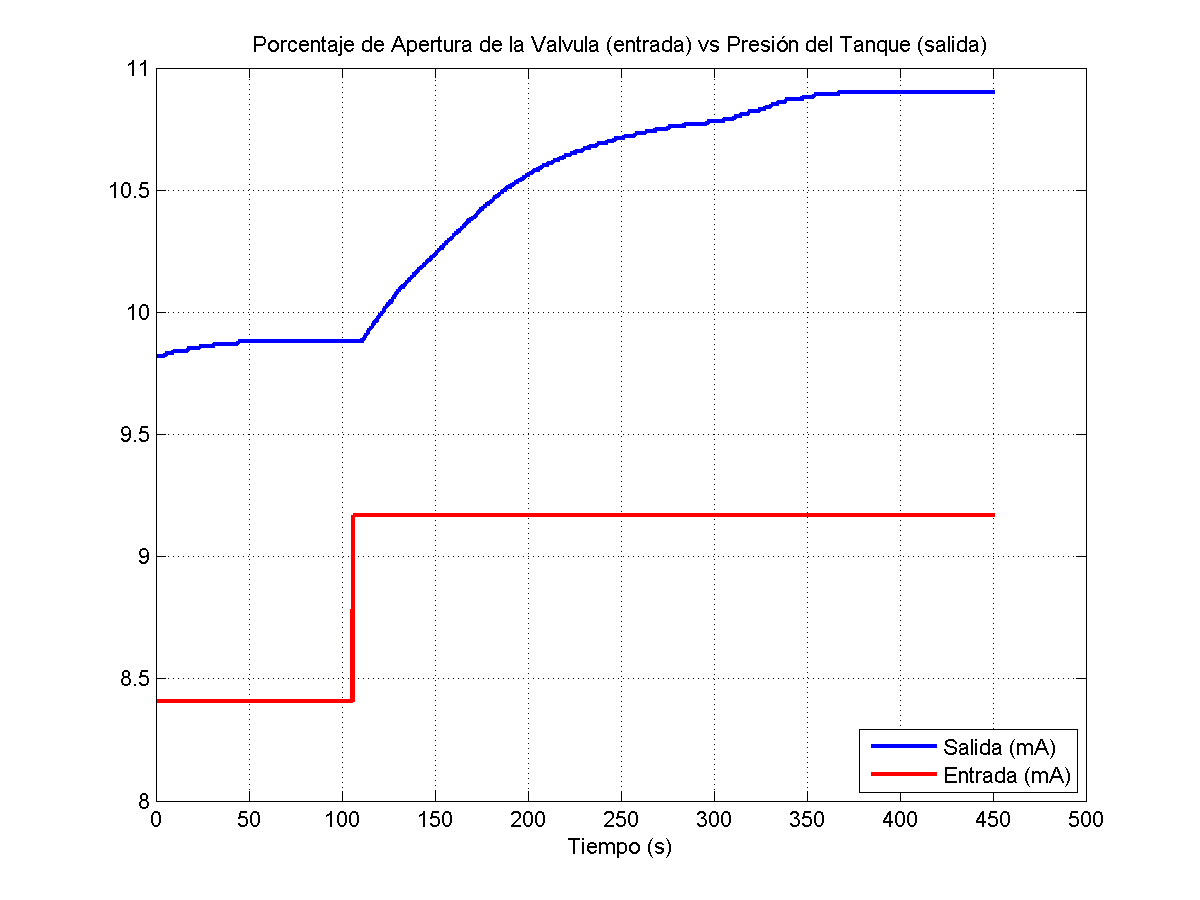 Porcentaje de Apertura de la Valvula (entrada) vs Presión del Tanque (salida)
11
10.5
10
9.5
9
8.5
8
0 50 100 150 200 250 300 350 400 450 500
Tiempo (s)
Salida (mA)
Entrada (mA)